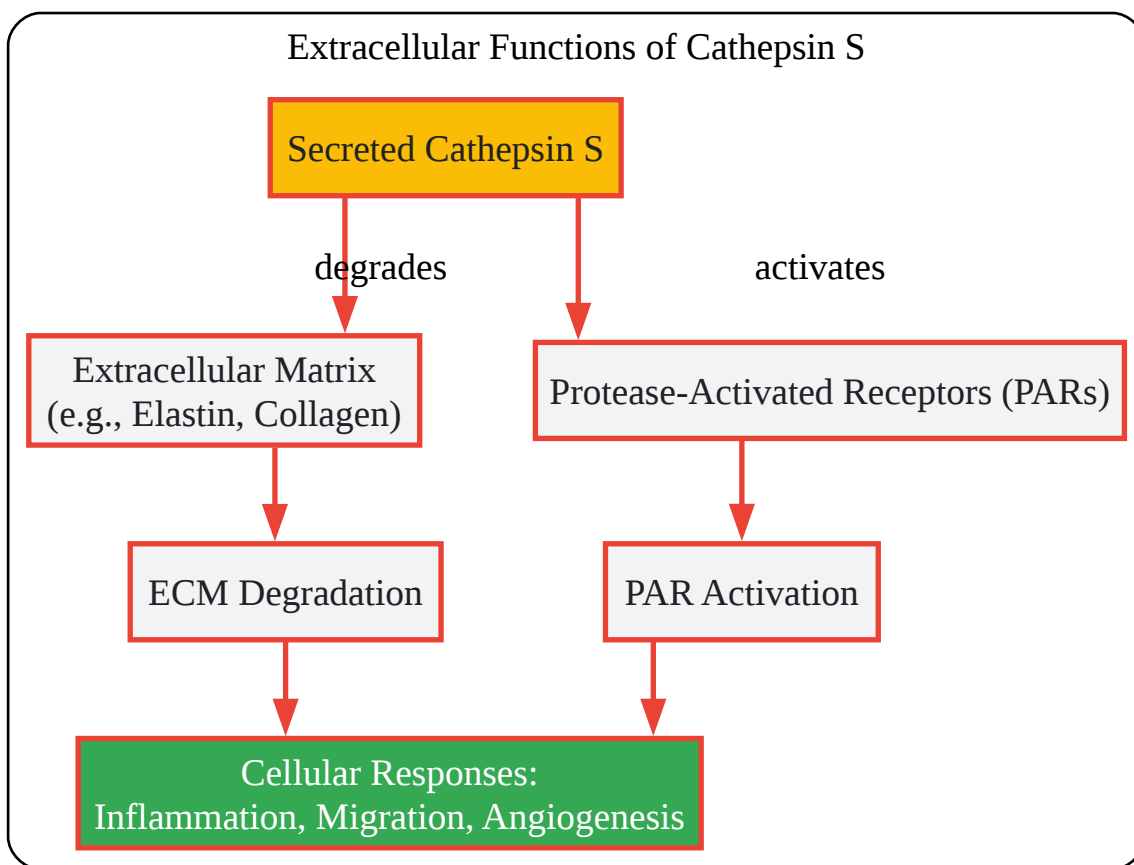 Extracellular Functions of Cathepsin S
Secreted Cathepsin S
degrades
activates
Extracellular Matrix
(e.g., Elastin, Collagen)
Protease-Activated Receptors (PARs)
ECM Degradation
PAR Activation
Cellular Responses:
Inflammation, Migration, Angiogenesis